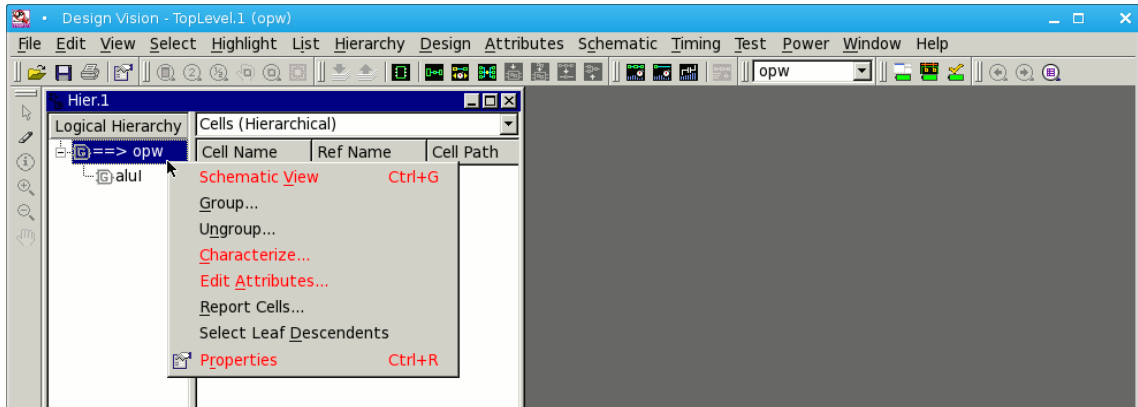 Design Vision - TopLevel.1 (opw)
File Edit View Select Highlight List Hierarchy Design Attributes Schematic Timing Test Power Window Help
opw
Hier.1
Logical Hierarchy Cells (Hierarchical)
==> opw Cell Name Ref Name Cell Path
aluI
Schematic View Ctrl+G
Group...
Ungroup...
Characterize...
Edit Attributes...
Report Cells...
Select Leaf Descendents
Properties Ctrl+R